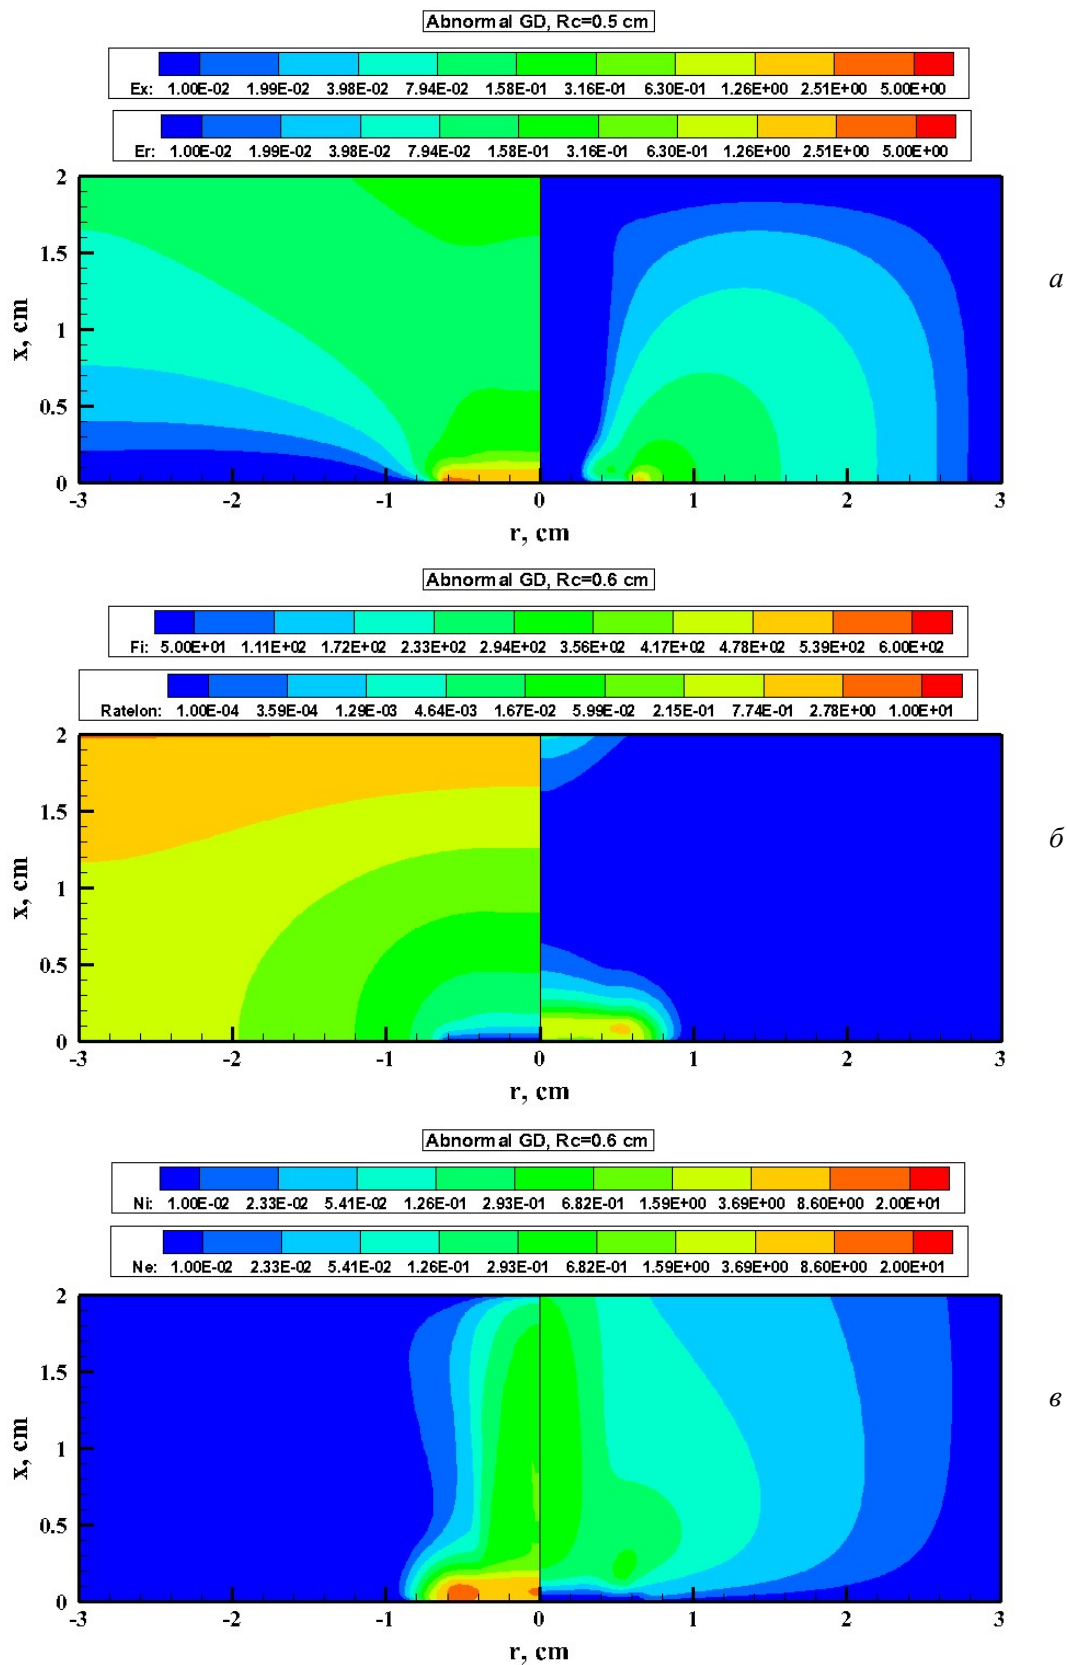 Abnormal GD, Rc=0.5 cm
Ex: 1.00E-02 1.99E-02 3.98E-02 7.94E-02 1.58E-01 3.16E-01 6.30E-01 1.26E+00 2.51E+00 5.00E+00
Er: 1.00E-02 1.99E-02 3.98E-02 7.94E-02 1.58E-01 3.16E-01 6.30E-01 1.26E+00 2.51E+00 5.00E+00
2
1.5
а
1
x, cm
0.5
0
-3 -2 -1 0 1 2 3
r, cm
Abnormal GD, Rc=0.6 cm
Fi: 5.00E+01 1.11E+02 1.72E+02 2.33E+02 2.94E+02 3.56E+02 4.17E+02 4.78E+02 5.39E+02 6.00E+02
RateIon: 1.00E-04 3.59E-04 1.29E-03 4.64E-03 1.67E-02 5.99E-02 2.15E-01 7.74E-01 2.78E+00 1.00E+01
2
1.5
б
1
x, cm
0.5
0
-3 -2 -1 0 1 2 3
r, cm
Abnormal GD, Rc=0.6 cm
Ni: 1.00E-02 2.33E-02 5.41E-02 1.26E-01 2.93E-01 6.82E-01 1.59E+00 3.69E+00 8.60E+00 2.00E+01
Ne: 1.00E-02 2.33E-02 5.41E-02 1.26E-01 2.93E-01 6.82E-01 1.59E+00 3.69E+00 8.60E+00 2.00E+01
2
1.5
в
1
x, cm
0.5
0
-3 -2 -1 0 1 2 3
r, cm